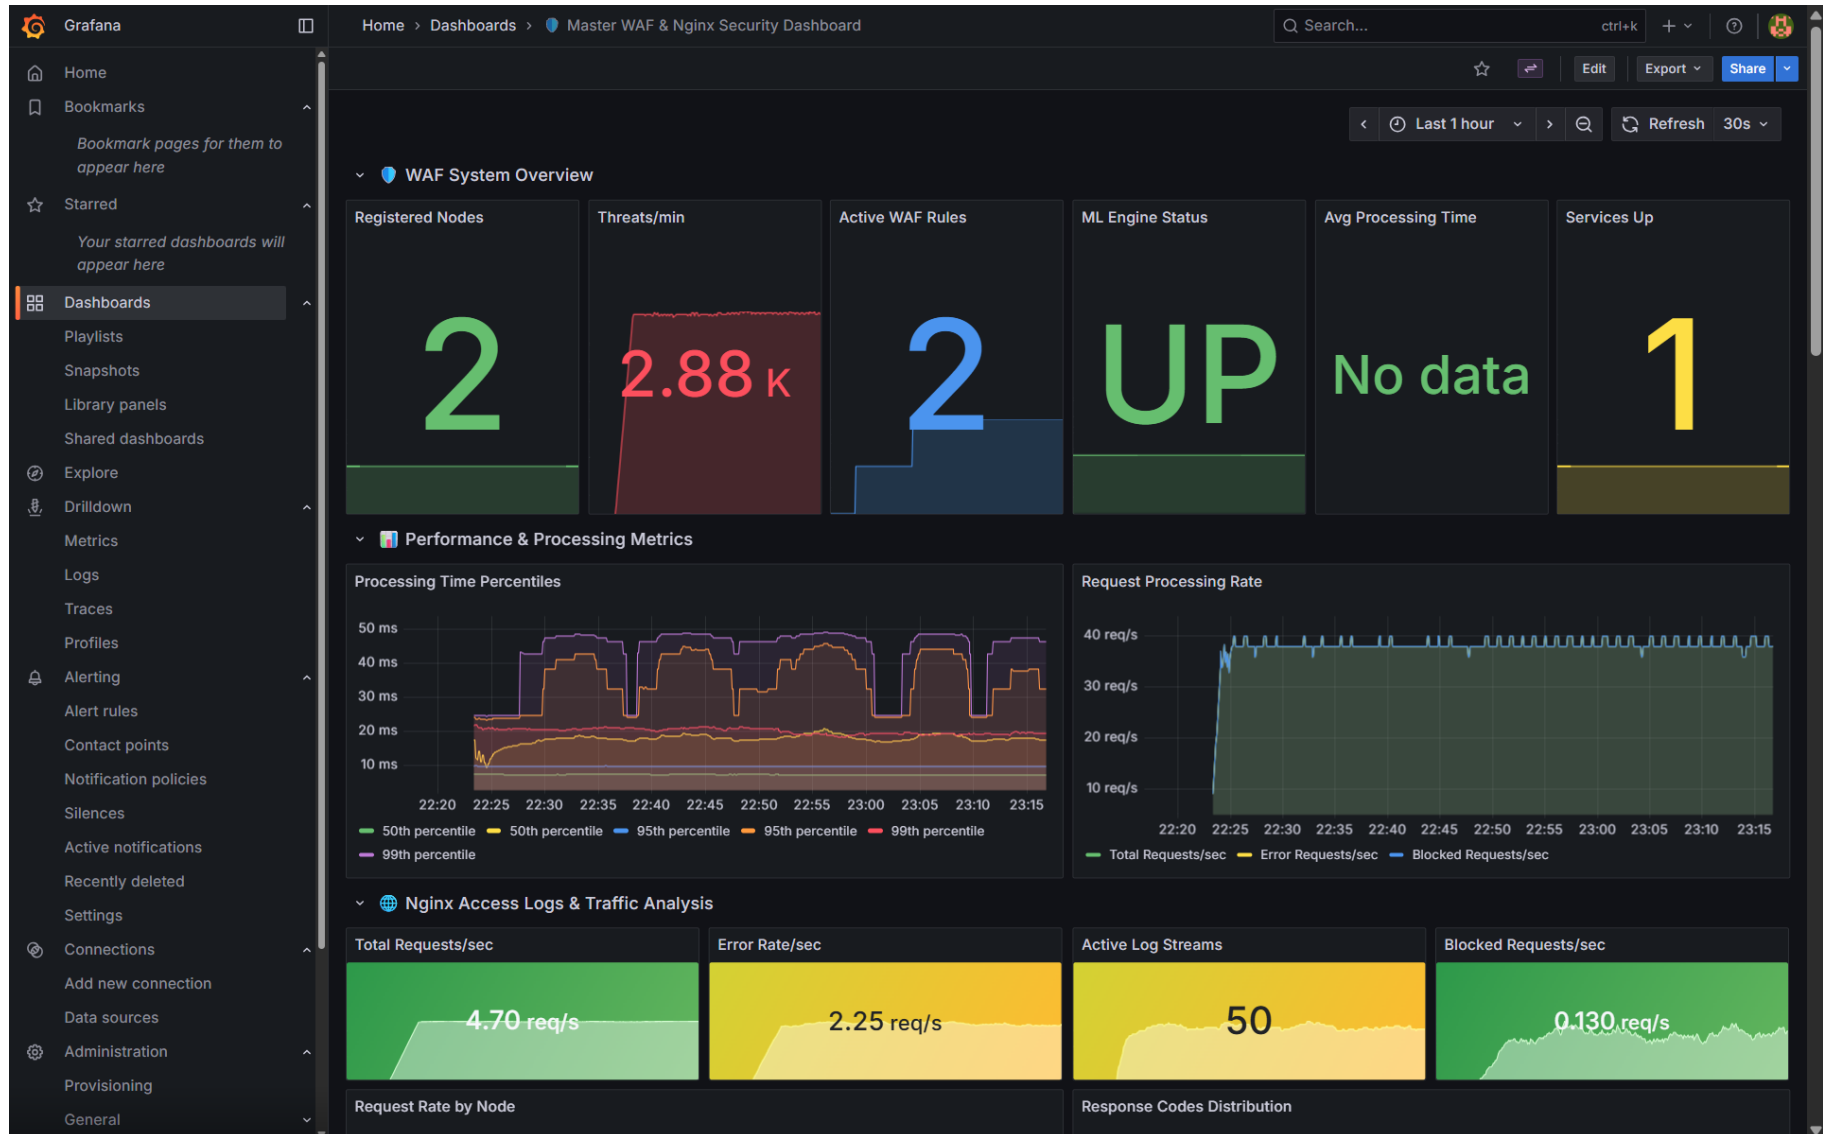 Grafana
Home › Dashboards › Master WAF & Nginx Security Dashboard
Search... ctrl+k
Edit Export Share
Home
Bookmarks
Bookmark pages for them to
appear here
Starred
Your starred dashboards will
appear here
Dashboards
Playlists
Snapshots
Library panels
Shared dashboards
Explore
Drilldown
Metrics
Logs
Traces
Profiles
Alerting
Alert rules
Contact points
Notification policies
Silences
Active notifications
Recently deleted
Settings
Connections
Add new connection
Data sources
Administration
Provisioning
General
Last 1 hour
Refresh 30s
WAF System Overview
Registered Nodes
2
Threats/min
2.88 K
Active WAF Rules
2
ML Engine Status
UP
Avg Processing Time
No data
Services Up
1
Performance & Processing Metrics
Processing Time Percentiles
50 ms
40 ms
30 ms
20 ms
10 ms
22:20 22:25 22:30 22:35 22:40 22:45 22:50 22:55 23:00 23:05 23:10 23:15
50th percentile 50th percentile 95th percentile 95th percentile 99th percentile
99th percentile
Request Processing Rate
40 req/s
30 req/s
20 req/s
10 req/s
22:20 22:25 22:30 22:35 22:40 22:45 22:50 22:55 23:00 23:05 23:10 23:15
Total Requests/sec Error Requests/sec Blocked Requests/sec
Nginx Access Logs & Traffic Analysis
Total Requests/sec
4.70 req/s
Error Rate/sec
2.25 req/s
Active Log Streams
50
Blocked Requests/sec
0.130 req/s
Request Rate by Node
Response Codes Distribution